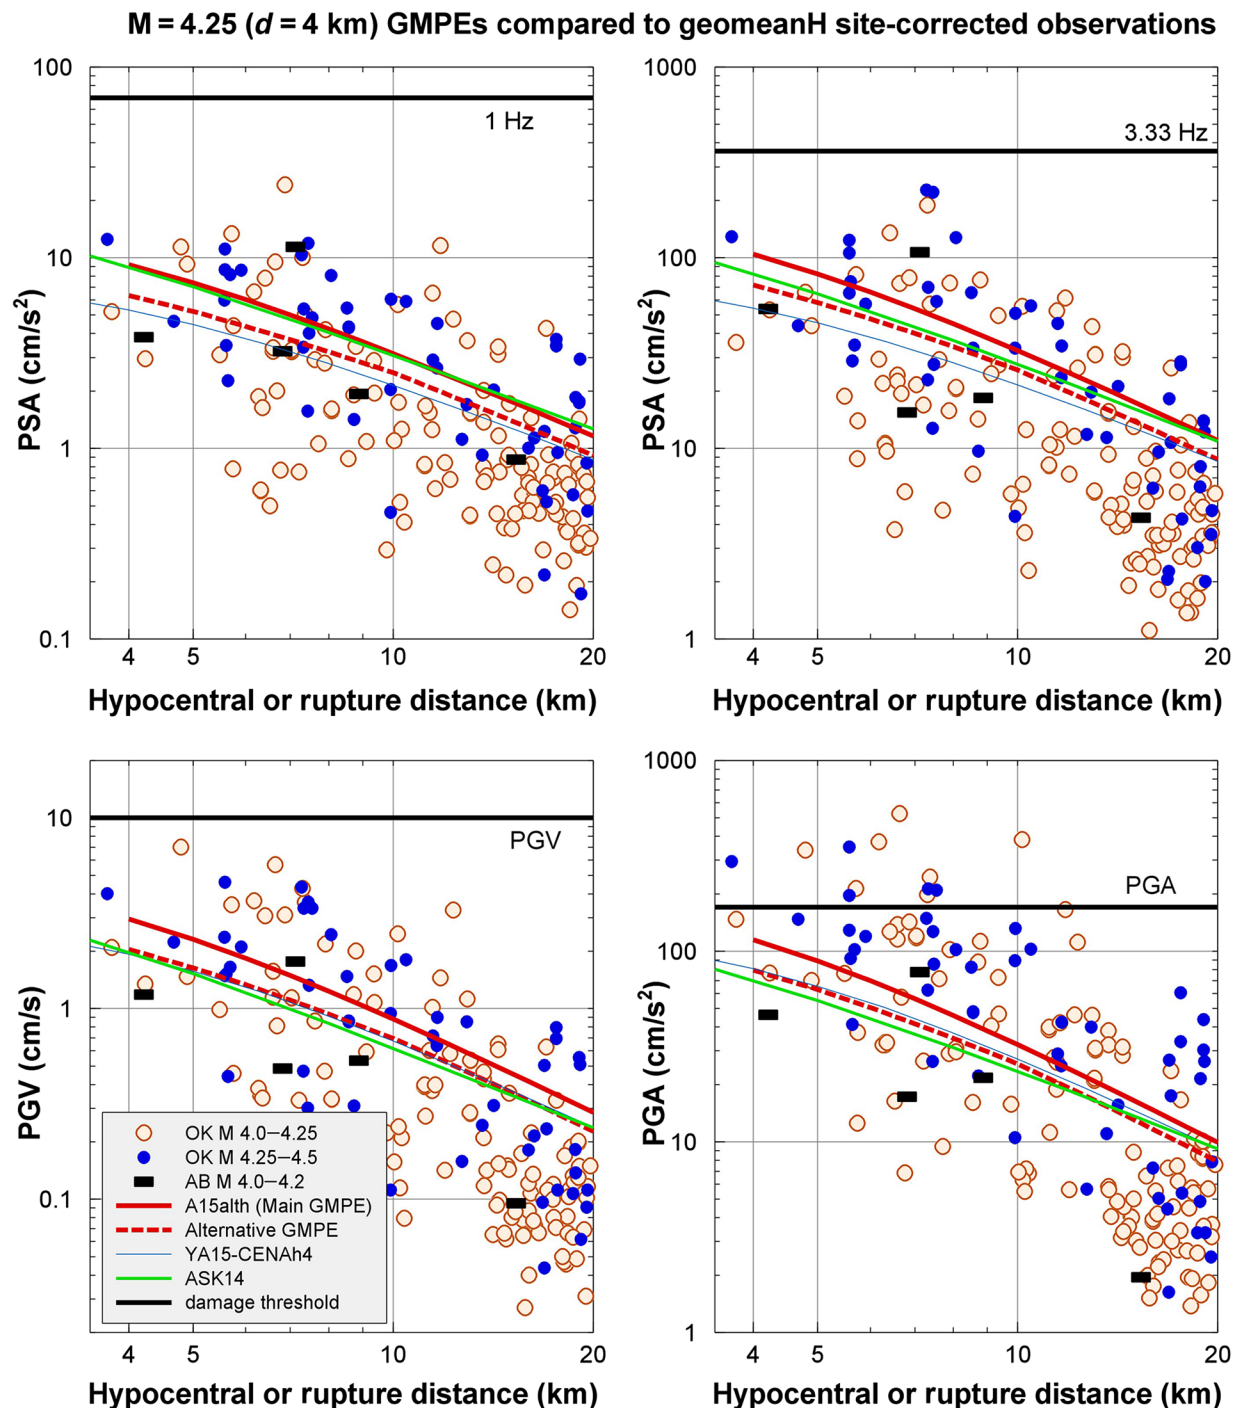 M = 4.25 (d = 4 km) GMPEs compared to geomeanH site-corrected observations
100
10
1
0.1
PSA (cm/s²)
1 Hz
4 5 10 20
Hypocentral or rupture distance (km)
1000
100
10
1
PSA (cm/s²)
3.33 Hz
4 5 10 20
Hypocentral or rupture distance (km)
10
1
0.1
PGV (cm/s)
PGV
OK M 4.0–4.25
OK M 4.25–4.5
AB M 4.0–4.2
A15alth (Main GMPE)
Alternative GMPE
YA15-CENAh4
ASK14
damage threshold
4 5 10 20
Hypocentral or rupture distance (km)
1000
100
10
1
PGA (cm/s²)
PGA
4 5 10 20
Hypocentral or rupture distance (km)